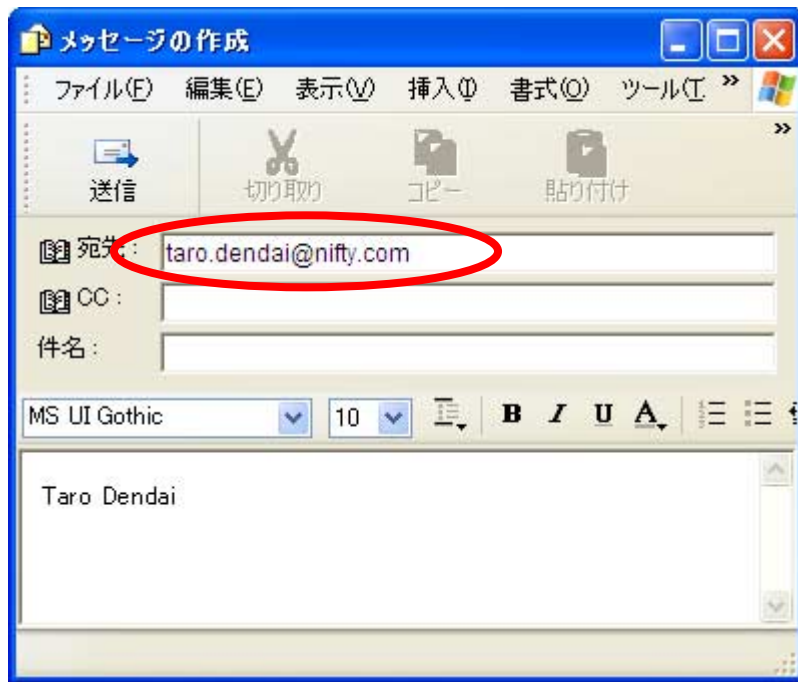 メッセージの作成
ファイル(F) 編集(E) 表示(V) 挿入(I) 書式(O) ツール(T »
»
送信 切り取り コピー 貼り付け
宛先: taro.dendai@nifty.com
CC:
件名:
MS UI Gothic 10 B I U A
Taro Dendai